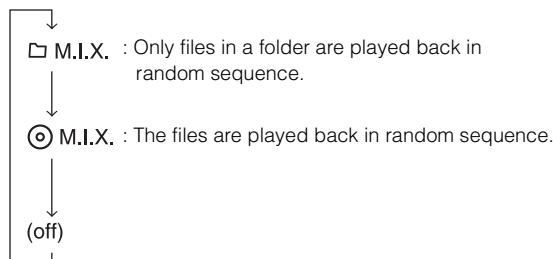 M.I.X. : Only files in a folder are played back in
random sequence.
M.I.X. : The files are played back in random sequence.
(off)